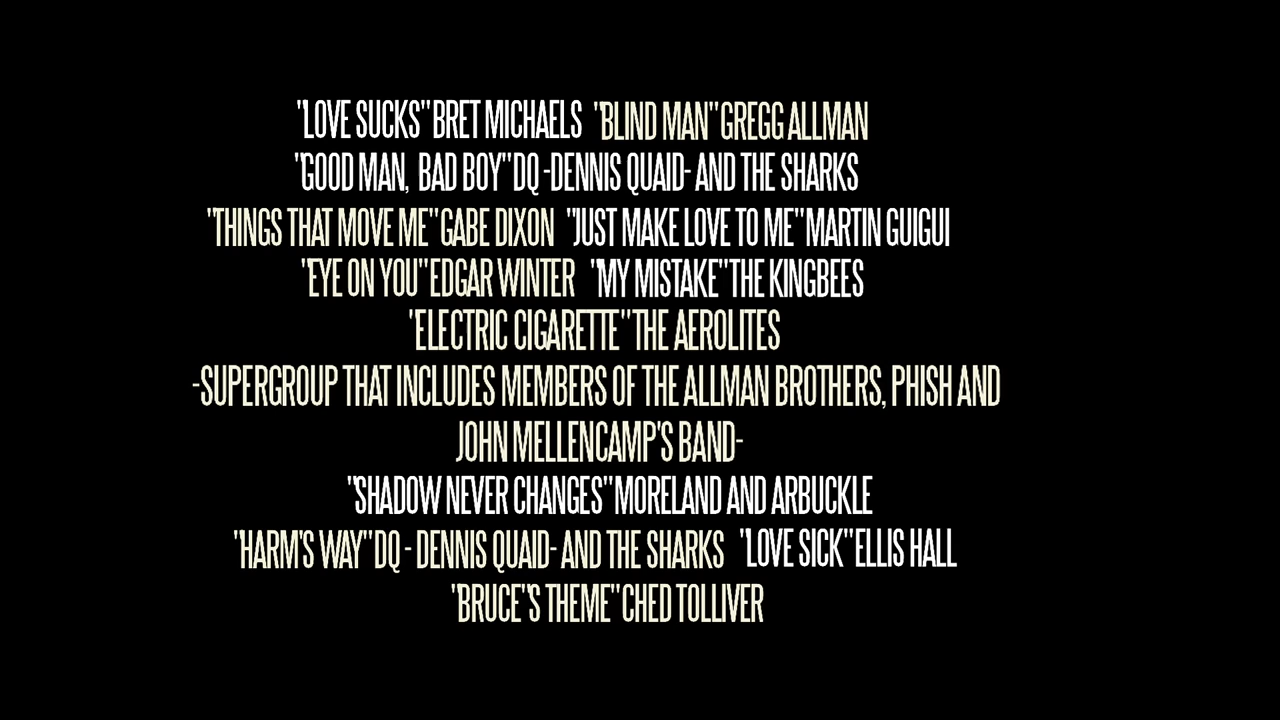 "LOVE SUCKS" BRET MICHAELS "BLIND MAN" GREGG ALLMAN
"GOOD MAN, BAD BOY" DQ -DENNIS QUAID- AND THE SHARKS
"THINGS THAT MOVE ME" GABE DIXON "JUST MAKE LOVE TO ME" MARTIN GUIGUI
"EYE ON YOU" EDGAR WINTER "MY MISTAKE" THE KINGBEES
"ELECTRIC CIGARETTE" THE AEROLITES
-SUPERGROUP THAT INCLUDES MEMBERS OF THE ALLMAN BROTHERS, PHISH AND
JOHN MELLENCAMP'S BAND-
"SHADOW NEVER CHANGES" MORELAND AND ARBUCKLE
"HARM'S WAY" DQ - DENNIS QUAID- AND THE SHARKS "LOVE SICK" ELLIS HALL
"BRUCE"S THEME" CHED TOLLIVER